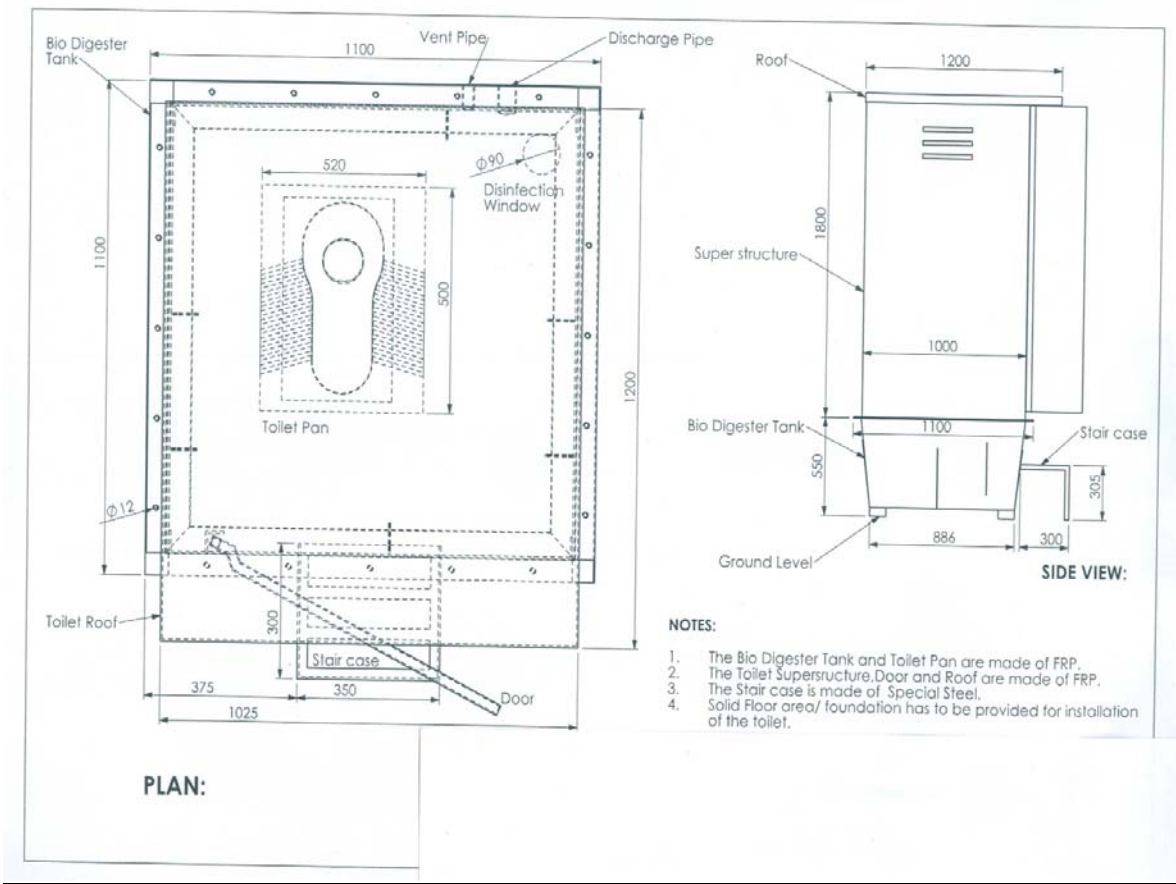 Bio Digester
Tank
1100
Vent Pipe
Discharge Pipe
1100
520
Φ90
Disinfection
Window
500
1200
Toilet Pan
Φ12
Toilet Roof
300
Stair case
375
350
Door
1025
PLAN:
Roof
1200
1800
Super structure
1000
Bio Digester Tank
1100
Stair case
550
305
886
300
Ground Level
SIDE VIEW:
NOTES:
1. The Bio Digester Tank and Toilet Pan are made of FRP.
2. The Toilet Supersructure,Door and Roof are made of FRP.
3. The Stair case is made of Special Steel.
4. Solid Floor area/ foundation has to be provided for installation
of the toilet.